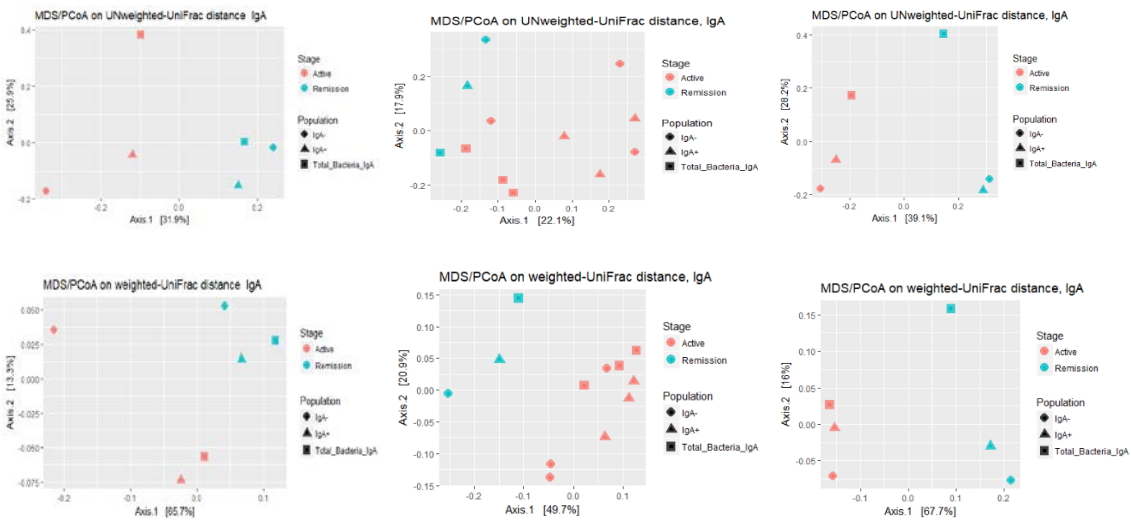 MDS/PCoA on UNweighted-UniFrac distance IgA
0.4
0.2
0.0
-0.2
Axis.2 [25.9%]
-0.2
0.0
0.2
Axis.1 [31.9%]
Stage
Active
Remission
Population
IgA-
IgA+
Total_Bacteria_IgA
MDS/PCoA on UNweighted-UniFrac distance, IgA
0.2
0.0
-0.2
Axis.2 [17.9%]
-0.2
-0.1
0.0
0.1
0.2
Axis.1 [22.1%]
Stage
Active
Remission
Population
IgA-
IgA+
Total_Bacteria_IgA
MDS/PCoA on UNweighted-UniFrac distance, IgA
0.4
0.2
0.0
-0.2
Axis.2 [28.2%]
-0.2
0.0
0.2
Axis.1 [39.1%]
Stage
Active
Remission
Population
IgA-
IgA+
Total_Bacteria_IgA
MDS/PCoA on weighted-UniFrac distance IgA
0.050
0.025
0.000
-0.025
-0.050
-0.075
Axis.2 [13.3%]
-0.2
-0.1
0.0
0.1
Axis.1 [65.7%]
Stage
Active
Remission
Population
IgA-
IgA+
Total_Bacteria_IgA
MDS/PCoA on weighted-UniFrac distance, IgA
0.15
0.10
0.05
0.00
-0.05
-0.10
-0.15
Axis.2 [20.9%]
-0.2
-0.1
0.0
0.1
Axis.1 [49.7%]
Stage
Active
Remission
Population
IgA-
IgA+
Total_Bacteria_IgA
MDS/PCoA on weighted-UniFrac distance, IgA
0.15
0.10
0.05
0.00
-0.05
Axis.2 [16%]
-0.1
0.0
0.1
0.2
Axis.1 [67.7%]
Stage
Active
Remission
Population
IgA-
IgA+
Total_Bacteria_IgA